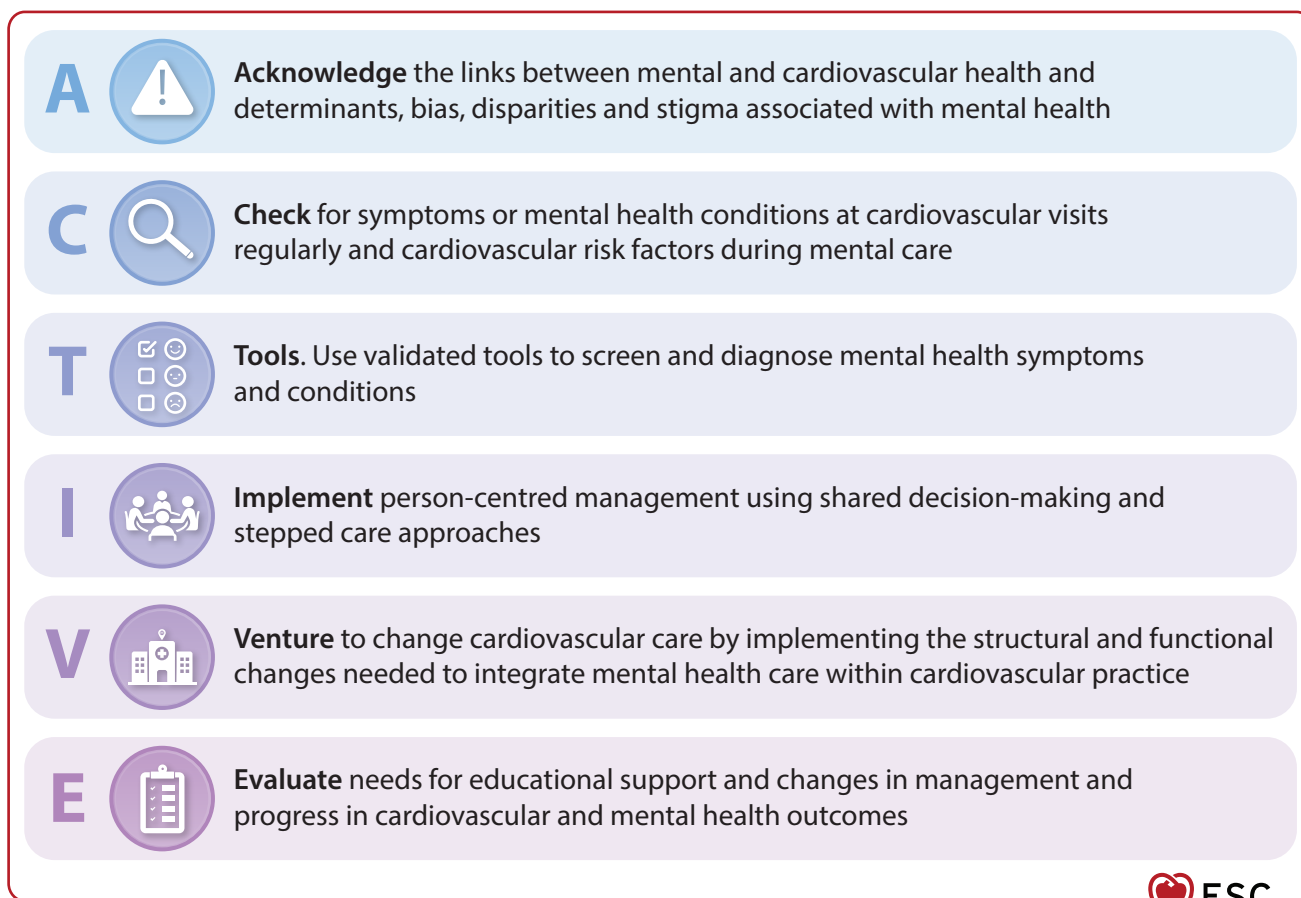 A
Acknowledge the links between mental and cardiovascular health and
determinants, bias, disparities and stigma associated with mental health
C
Check for symptoms or mental health conditions at cardiovascular visits
regularly and cardiovascular risk factors during mental care
T
Tools. Use validated tools to screen and diagnose mental health symptoms
and conditions
I
Implement person-centred management using shared decision-making and
stepped care approaches
V
Venture to change cardiovascular care by implementing the structural and functional
changes needed to integrate mental health care within cardiovascular practice
E
Evaluate needs for educational support and changes in management and
progress in cardiovascular and mental health outcomes
ESC